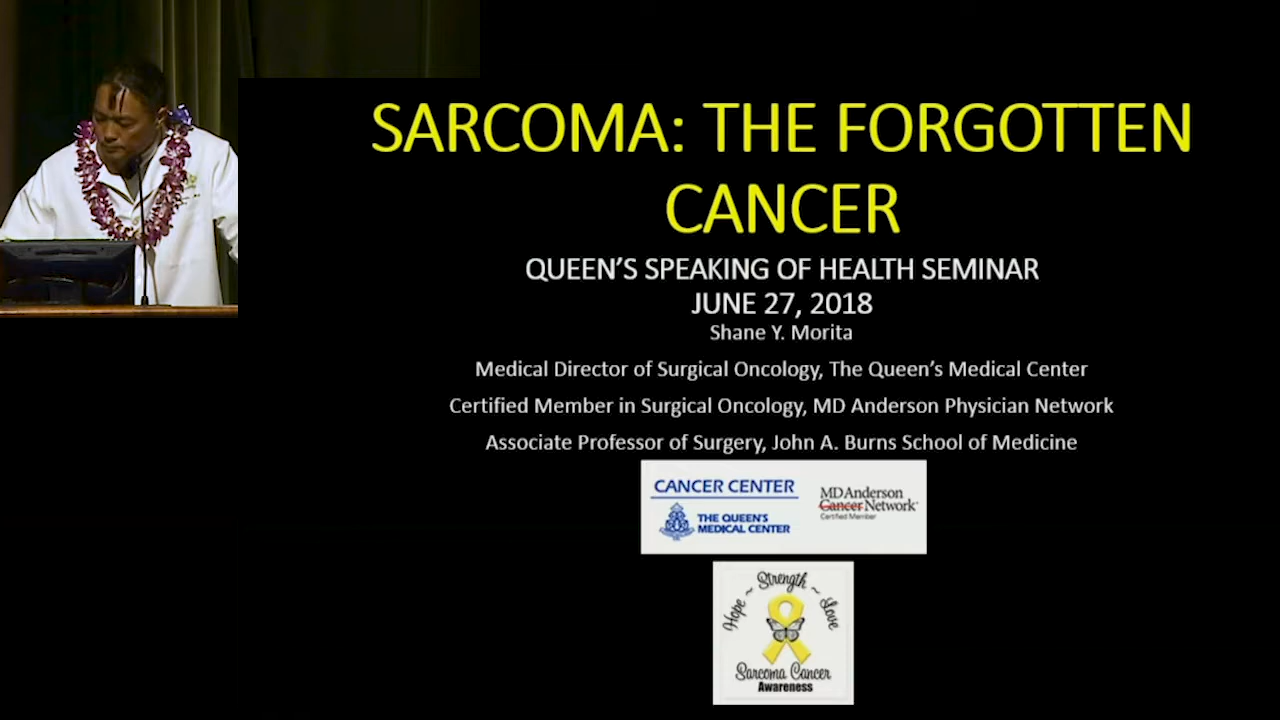 SARCOMA: THE FORGOTTEN
CANCER
QUEEN'S SPEAKING OF HEALTH SEMINAR
JUNE 27, 2018
Shane Y. Morita
Medical Director of Surgical Oncology, The Queen's Medical Center
Certified Member in Surgical Oncology, MD Anderson Physician Network
Associate Professor of Surgery, John A. Burns School of Medicine
CANCER CENTER
THE QUEEN'S
MEDICAL CENTER
MD Anderson
Cancer Network
Certified Member
Hope ~ Strength ~ Love
Sarcoma Cancer
Awareness